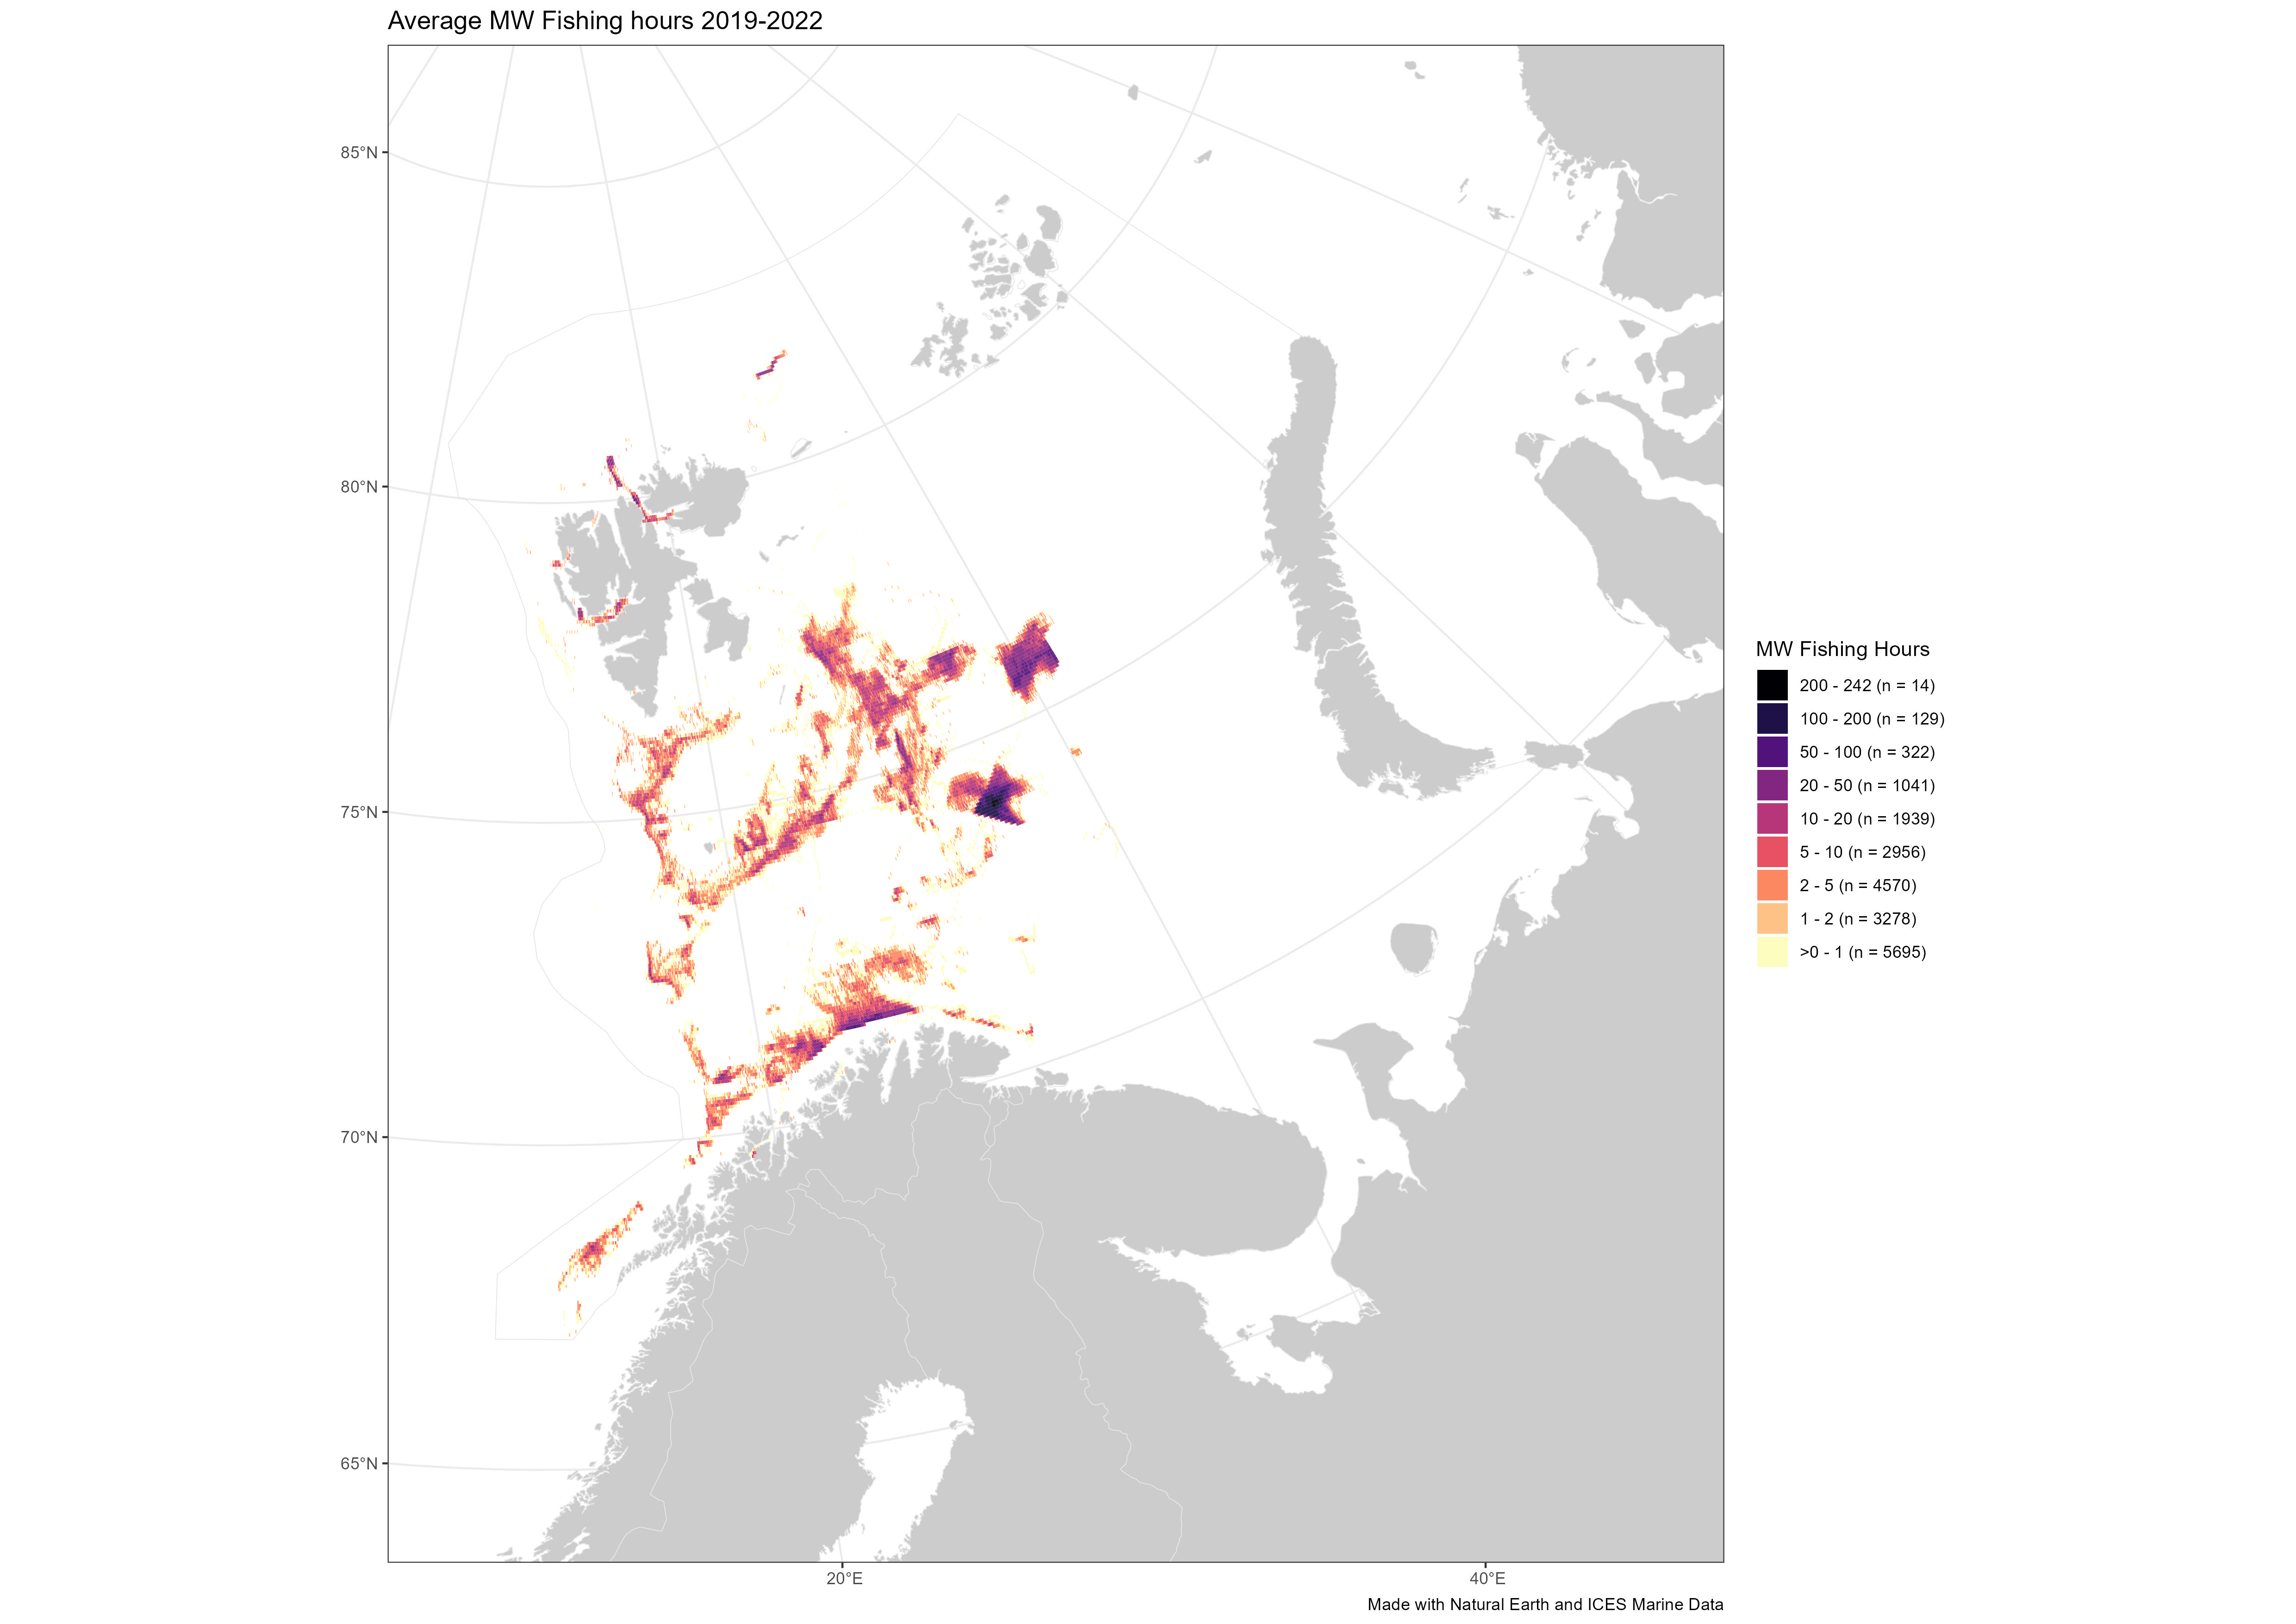 Average MW Fishing hours 2019-2022
85°N
80°N
75°N
70°N
65°N
20°E
40°E
MW Fishing Hours
200 - 242 (n = 14)
100 - 200 (n = 129)
50 - 100 (n = 322)
20 - 50 (n = 1041)
10 - 20 (n = 1939)
5 - 10 (n = 2956)
2 - 5 (n = 4570)
1 - 2 (n = 3278)
>0 - 1 (n = 5695)
Made with Natural Earth and ICES Marine Data